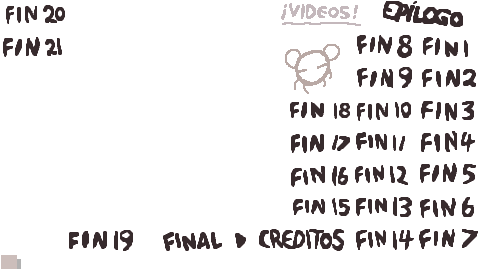 FIN 20 ¡VIDEOS! EPÍLOGO
FIN 21 FIN 8 FIN 1
FIN 9 FIN 2
FIN 18 FIN 10 FIN 3
FIN 17 FIN 11 FIN 4
FIN 16 FIN 12 FIN 5
FIN 15 FIN 13 FIN 6
FIN 19 FINAL CREDITOS FIN 14 FIN 7